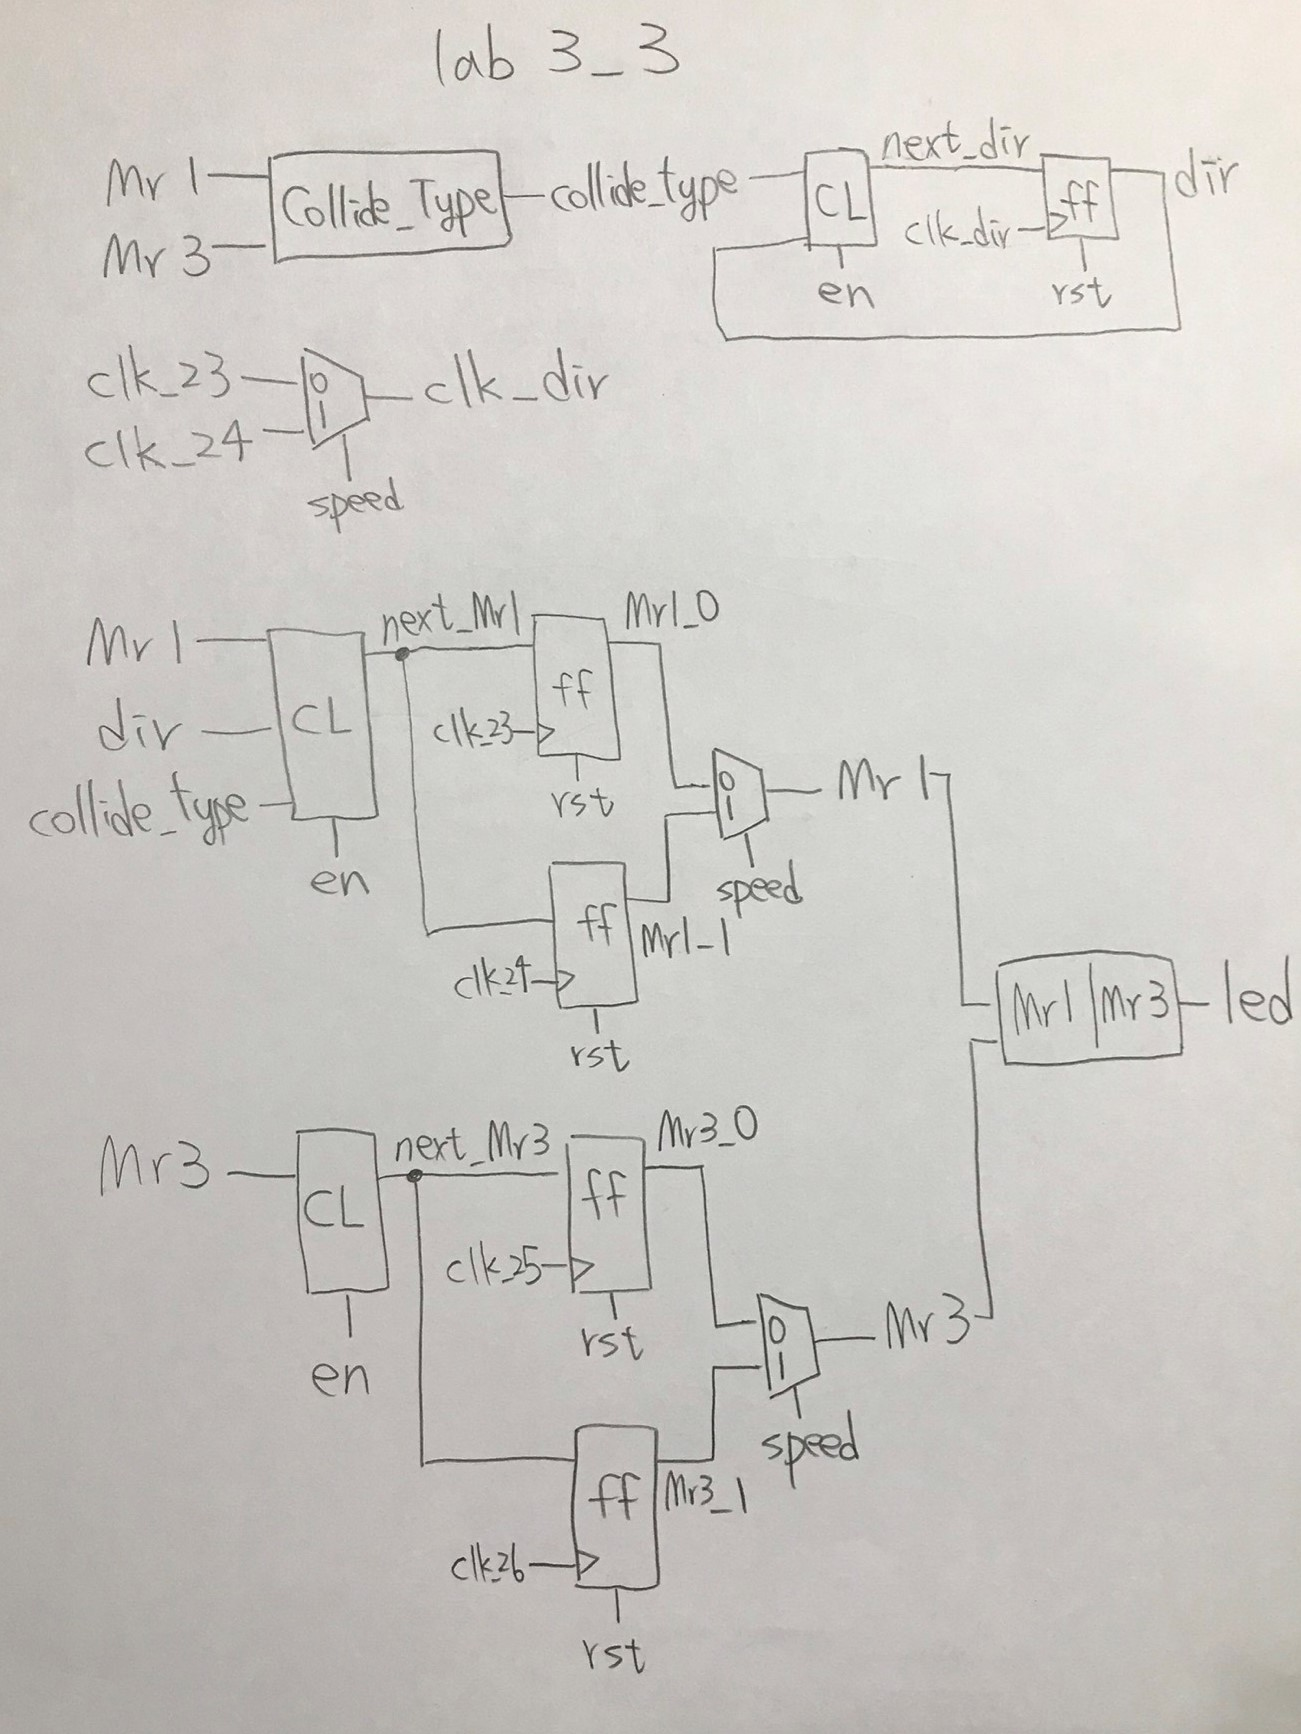 lab 3_3
Mr1
Mr3
Collide_Type
collide_type
CL
en
next_dir
clk_dir
ff
rst
dir
clk_23
clk_24
0
1
speed
clk_dir
Mr1
dir
collide_type
CL
en
next_Mr1
clk_23
ff
rst
Mr1_0
clk_24
ff
rst
Mr1_1
0
1
speed
Mr1
Mr1|Mr3
led
Mr3
CL
en
next_Mr3
clk_25
ff
rst
Mr3_0
clk_26
ff
rst
Mr3_1
0
1
speed
Mr3